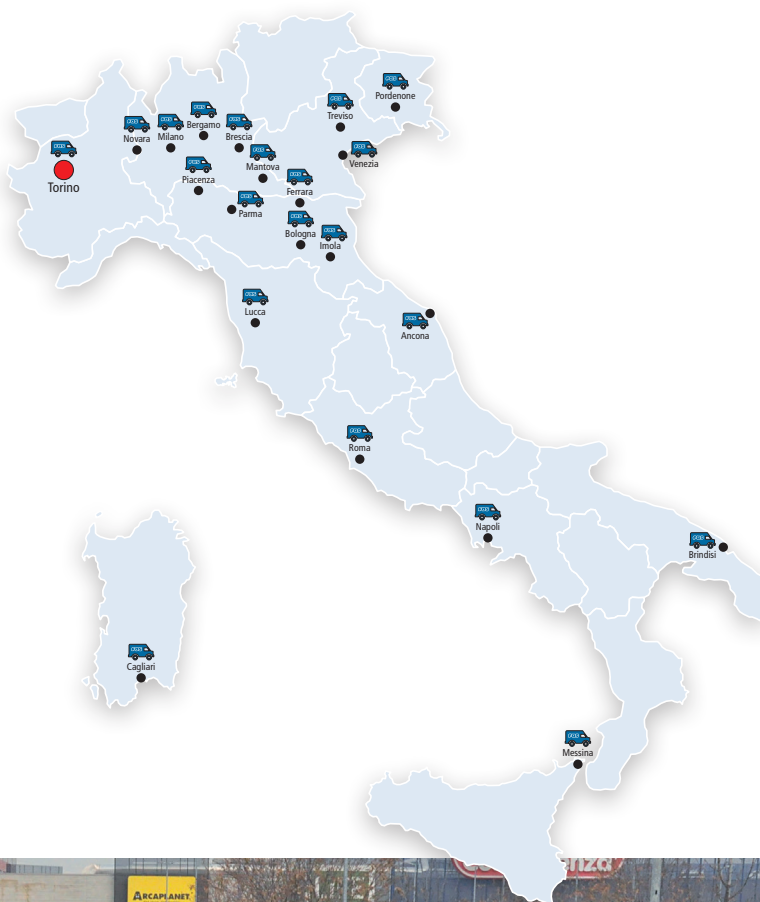 Pordenone
Treviso
Bergamo
Novara
Milano
Brescia
Venezia
Mantova
Piacenza
Torino
Ferrara
Parma
Bologna
Imola
Lucca
Ancona
Roma
Napoli
Brindisi
Cagliari
Messina
ARCAPLANET